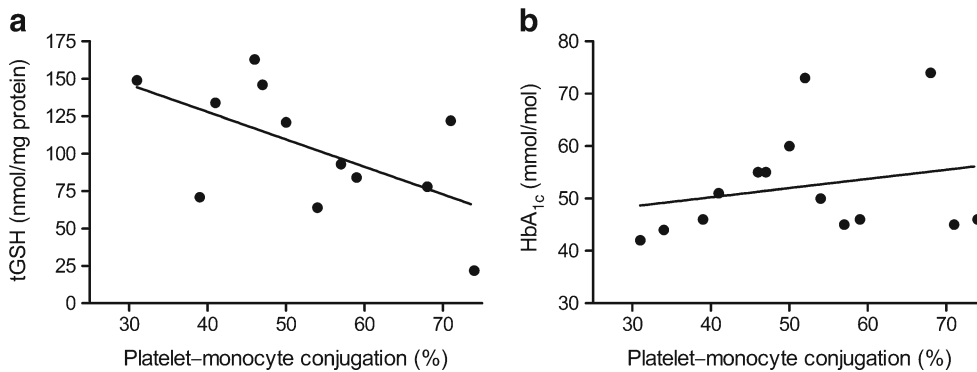 a
175
150
125
100
75
50
25
0
tGSH (nmol/mg protein)
30 40 50 60 70
Platelet–monocyte conjugation (%)
b
80
70
60
50
40
30
HbA1c (mmol/mol)
30 40 50 60 70
Platelet–monocyte conjugation (%)